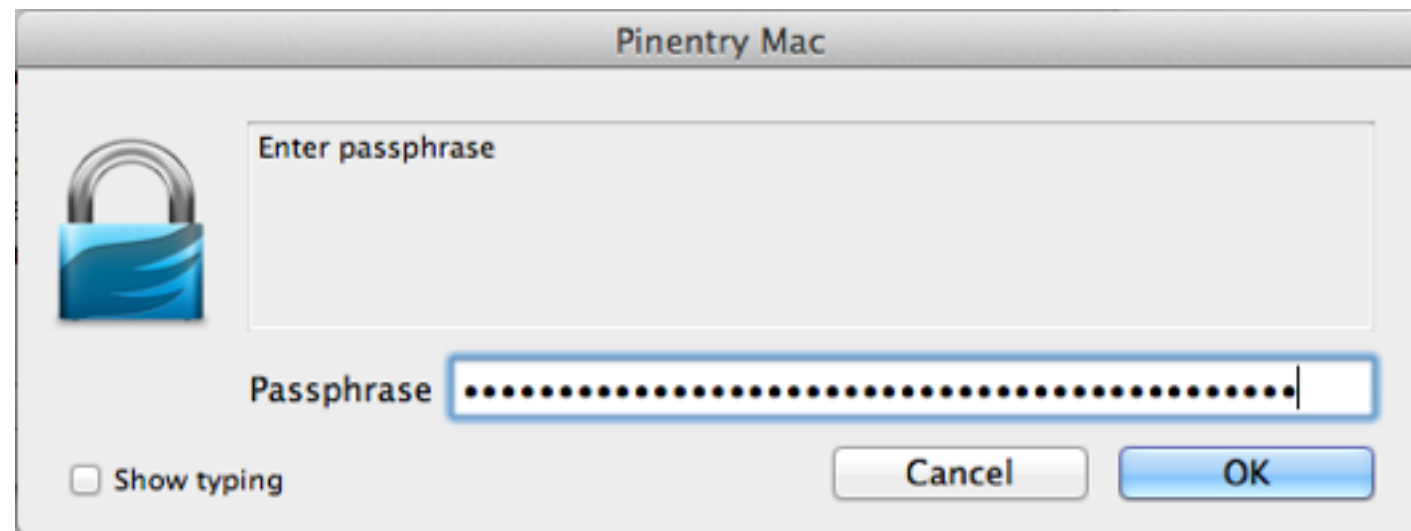 Pinentry Mac
Enter passphrase
Passphrase ••••••••••••••••••••••••••••••••••••••••••••
Show typing
Cancel
OK